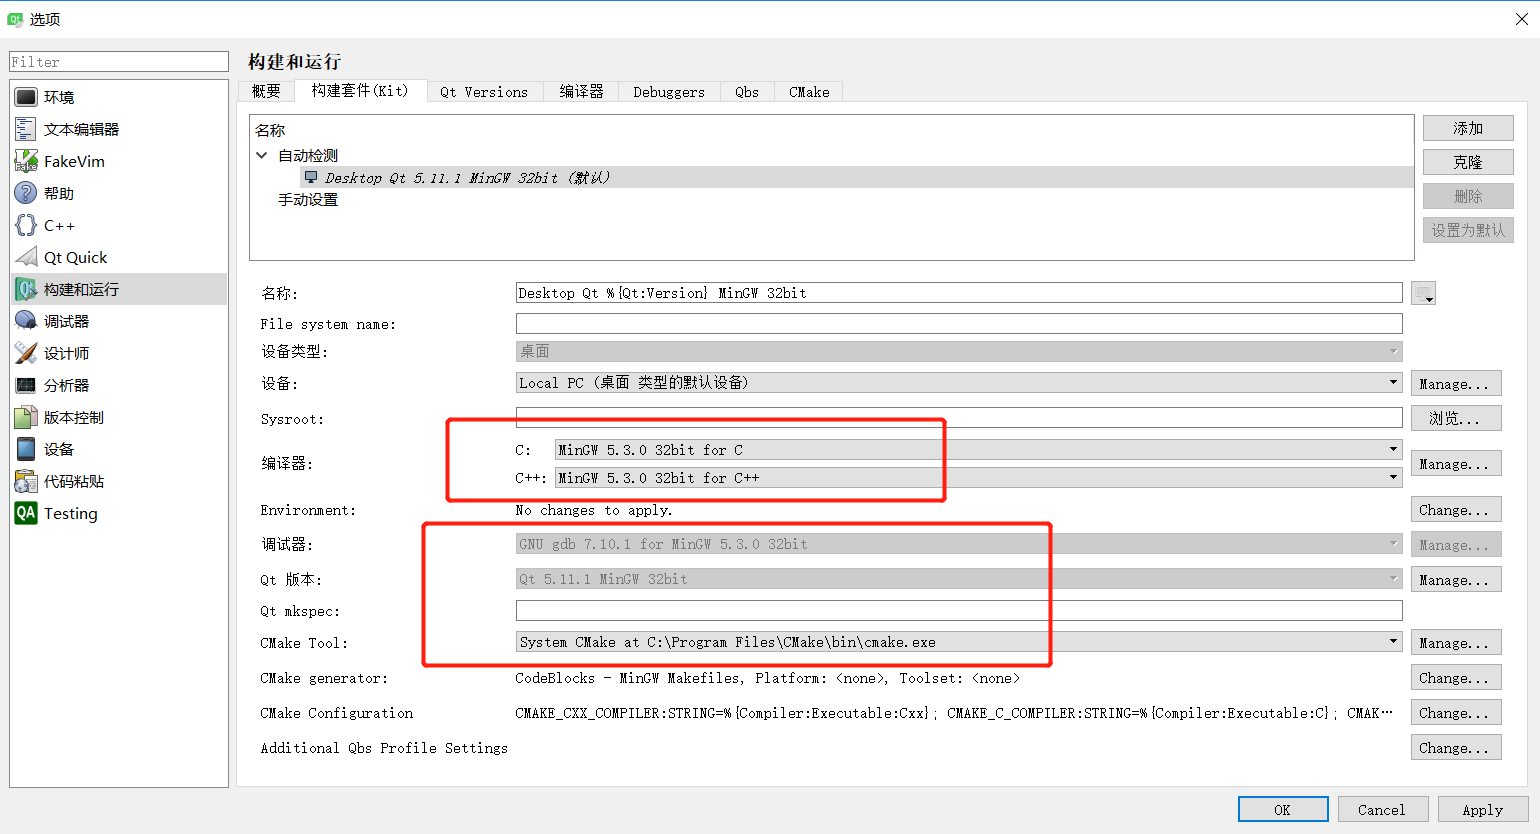 选项
Filter
环境
文本编辑器
FakeVim
帮助
C++
Qt Quick
构建和运行
调试器
设计师
分析器
版本控制
设备
代码粘贴
Testing
构建和运行
概要 构建套件(Kit) Qt Versions 编译器 Debuggers Qbs CMake
名称
自动检测
Desktop Qt 5.11.1 MinGW 32bit (默认)
手动设置
添加
克隆
删除
设置为默认
名称: Desktop Qt %{Qt:Version} MinGW 32bit
File system name:
设备类型: 桌面
设备: Local PC (桌面 类型的默认设备) Manage...
Sysroot: 浏览...
编译器: C: MinGW 5.3.0 32bit for C
C++: MinGW 5.3.0 32bit for C++ Manage...
Environment: No changes to apply. Change...
调试器: GNU gdb 7.10.1 for MinGW 5.3.0 32bit Manage...
Qt 版本: Qt 5.11.1 MinGW 32bit Manage...
Qt mkspec:
CMake Tool: System CMake at C:\Program Files\CMake\bin\cmake.exe Manage...
CMake generator: CodeBlocks - MinGW Makefiles, Platform: <none>, Toolset: <none> Change...
CMake Configuration CMAKE_CXX_COMPILER:STRING=%{Compiler:Executable:Cxx}; CMAKE_C_COMPILER:STRING=%{Compiler:Executable:C}; CMAK… Change...
Additional Qbs Profile Settings Change...
OK Cancel Apply